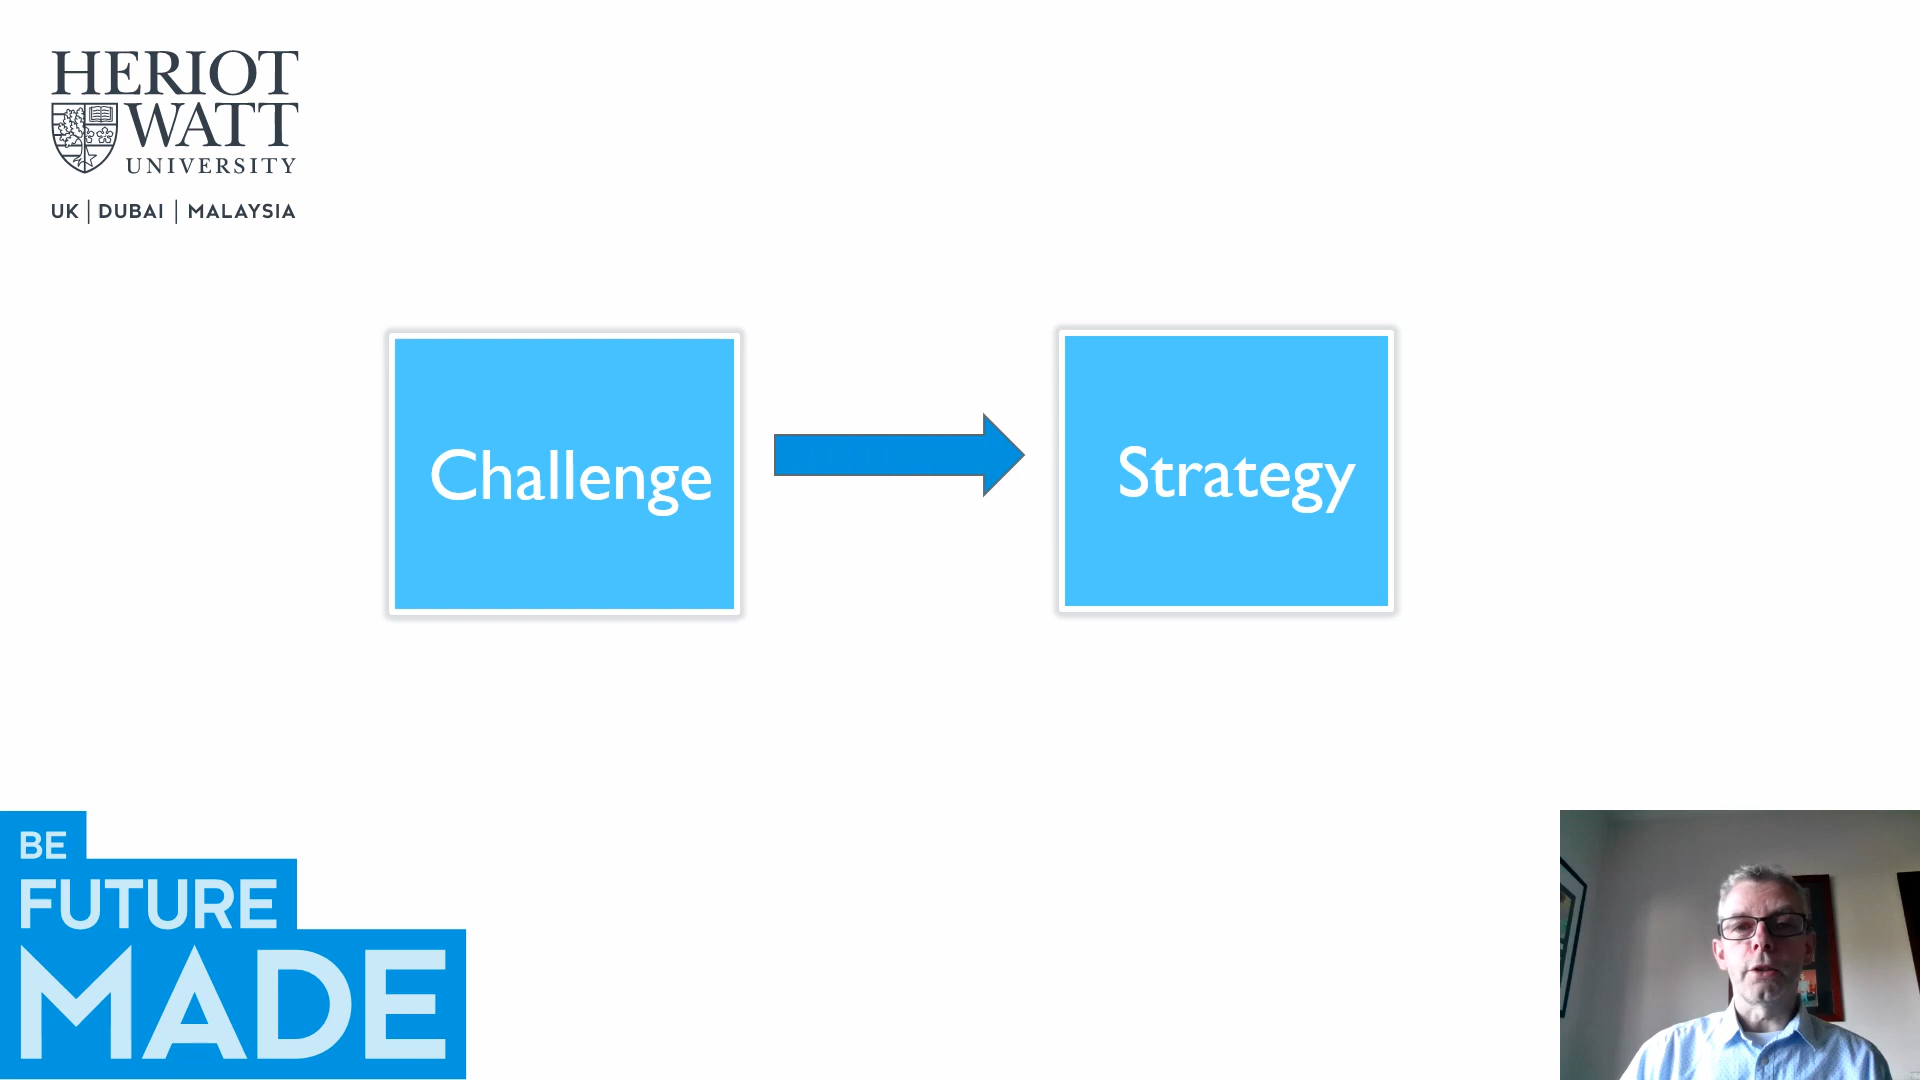 HERIOT
WATT
UNIVERSITY
UK | DUBAI | MALAYSIA
Challenge
Strategy
BE
FUTURE
MADE